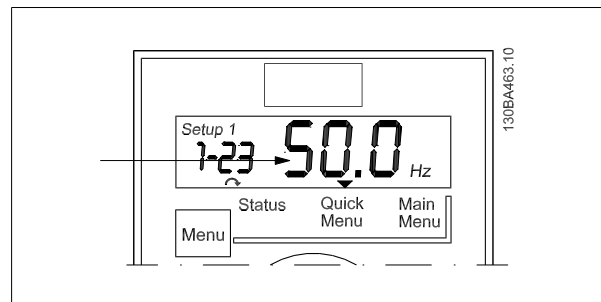 130BA463.10
Setup 1
1-23 50.0 Hz
Status Quick Menu Main Menu
Menu